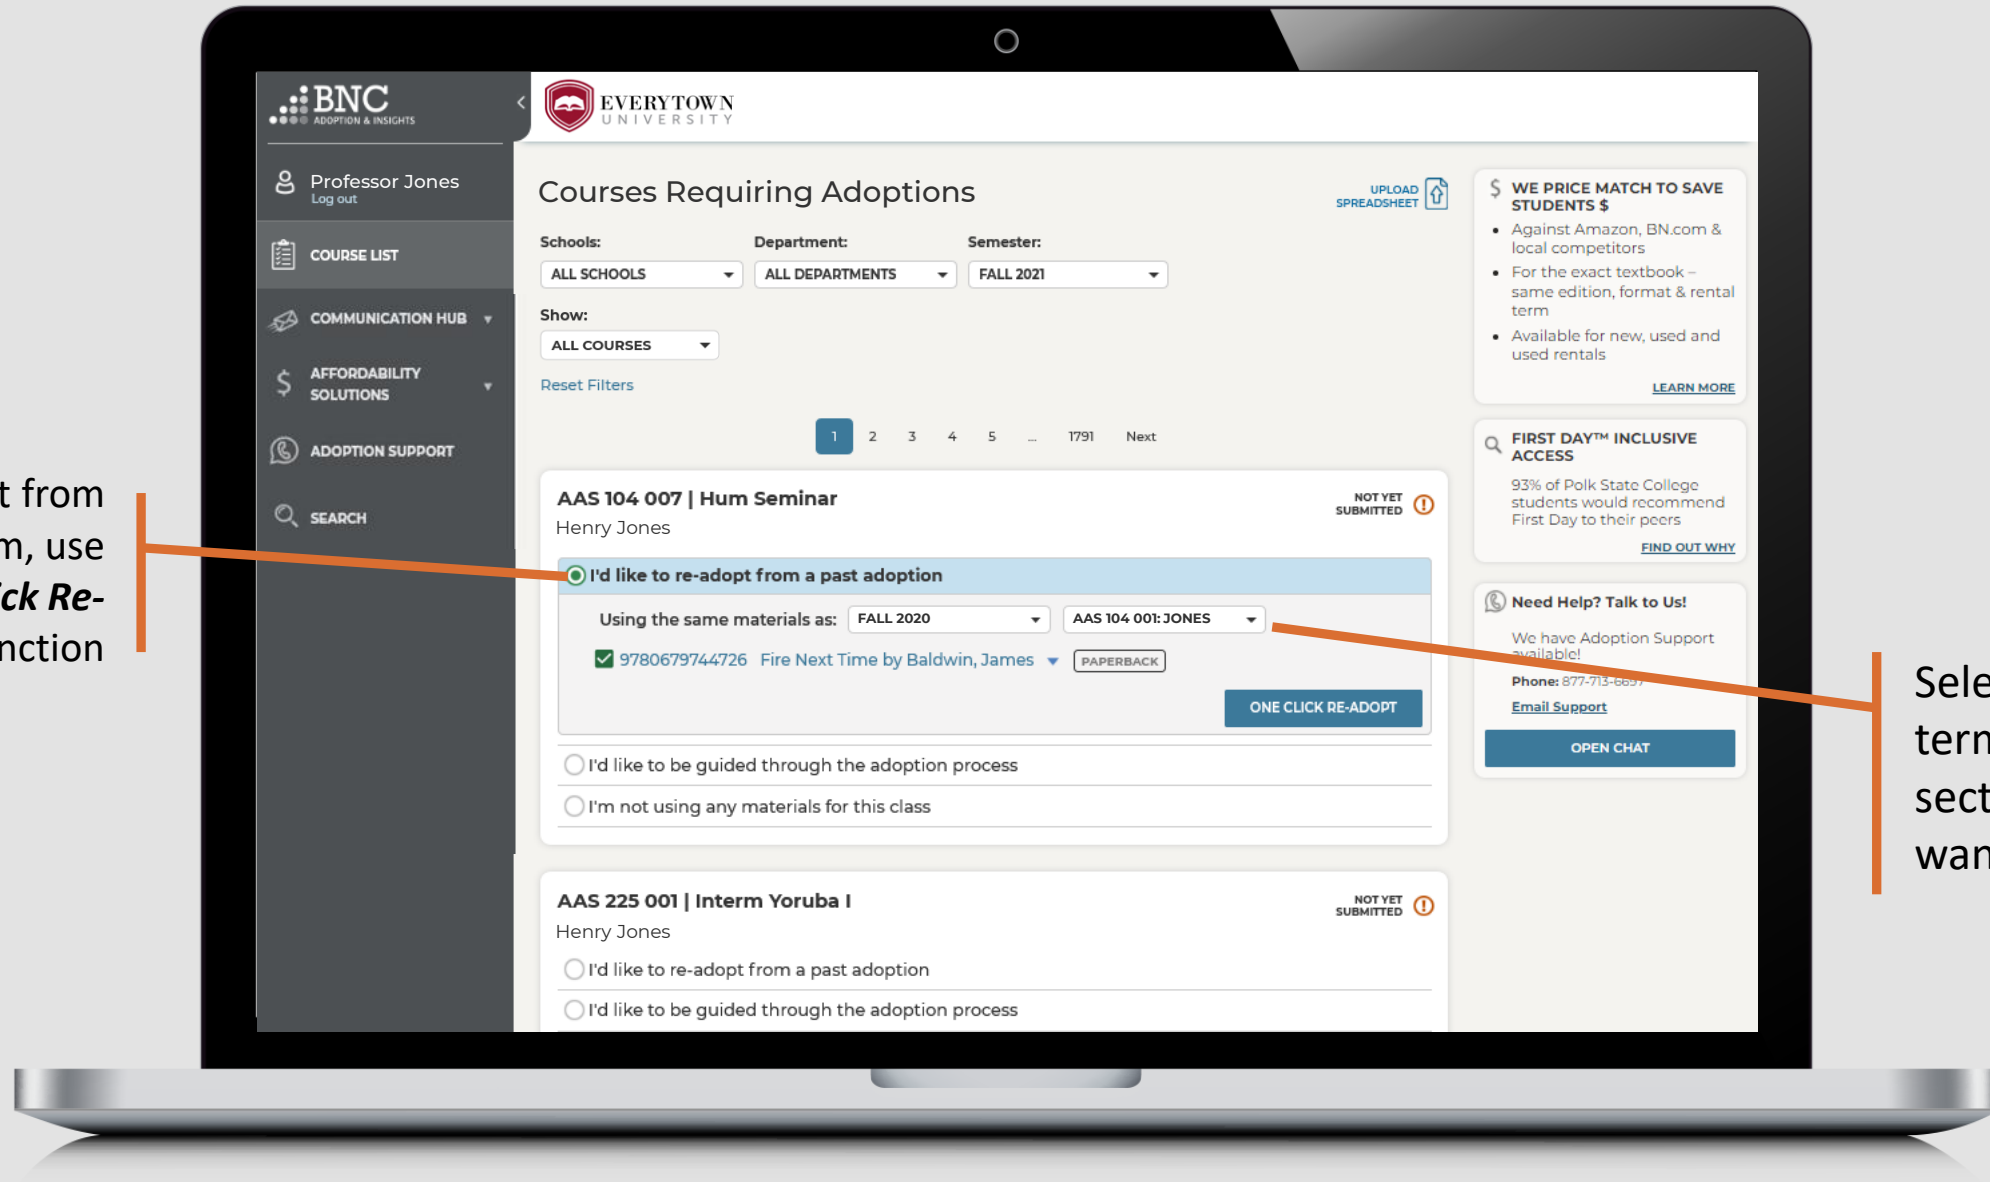 BNC
ADOPTION & INSIGHTS
EVERYTOWN
UNIVERSITY
Professor Jones
Log out
COURSE LIST
COMMUNICATION HUB
AFFORDABILITY
SOLUTIONS
ADOPTION SUPPORT
SEARCH
Courses Requiring Adoptions
UPLOAD
SPREADSHEET
Schools:
Department:
Semester:
ALL SCHOOLS
ALL DEPARTMENTS
FALL 2021
Show:
ALL COURSES
Reset Filters
1 2 3 4 5 ... 1791 Next
AAS 104 007 | Hum Seminar
Henry Jones
NOT YET
SUBMITTED
I'd like to re-adopt from a past adoption
Using the same materials as: FALL 2020 AAS 104 001: JONES
9780679744726 Fire Next Time by Baldwin, James PAPERBACK
ONE CLICK RE-ADOPT
I'd like to be guided through the adoption process
I'm not using any materials for this class
AAS 225 001 | Interm Yoruba I
Henry Jones
NOT YET
SUBMITTED
I'd like to re-adopt from a past adoption
I'd like to be guided through the adoption process
$ WE PRICE MATCH TO SAVE
STUDENTS $
• Against Amazon, BN.com &
local competitors
• For the exact textbook –
same edition, format & rental
term
• Available for new, used and
used rentals
LEARN MORE
FIRST DAY™ INCLUSIVE
ACCESS
93% of Polk State College
students would recommend
First Day to their peers
FIND OUT WHY
Need Help? Talk to Us!
We have Adoption Support
available!
Phone: 877-713-6697
Email Support
OPEN CHAT
t from
m, use
ick Re-
nction
Sele
term
sect
wan